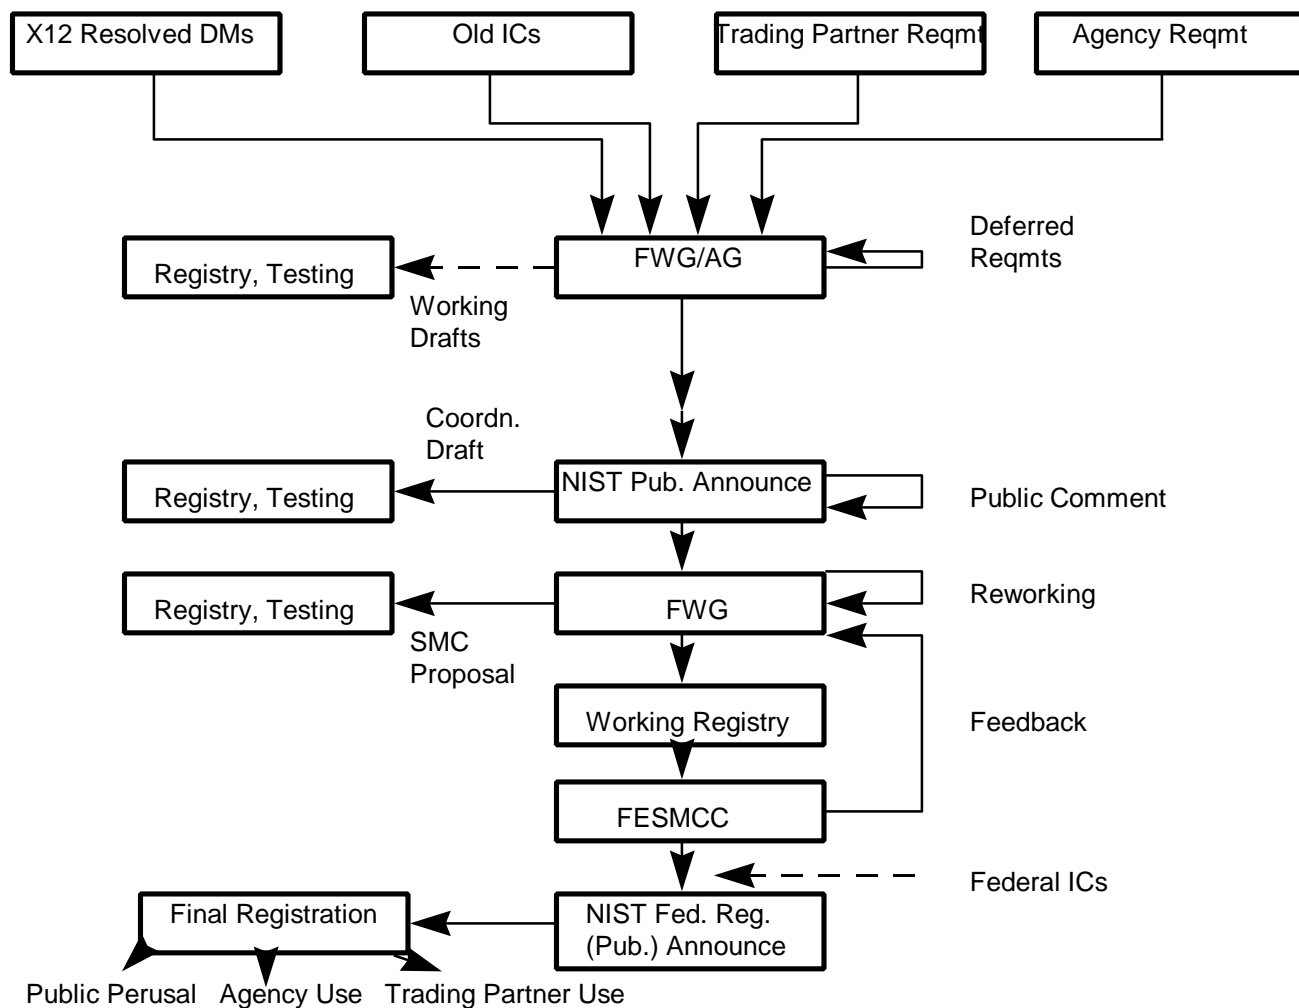 X12 Resolved DMs
Old ICs
Trading Partner Reqmt
Agency Reqmt
Deferred
Reqmts
FWG/AG
Registry, Testing
Working
Drafts
Coordn.
Draft
NIST Pub. Announce
Registry, Testing
Public Comment
Reworking
Registry, Testing
FWG
SMC
Proposal
Working Registry
Feedback
FESMCC
Federal ICs
Final Registration
NIST Fed. Reg.
(Pub.) Announce
Public Perusal
Agency Use
Trading Partner Use